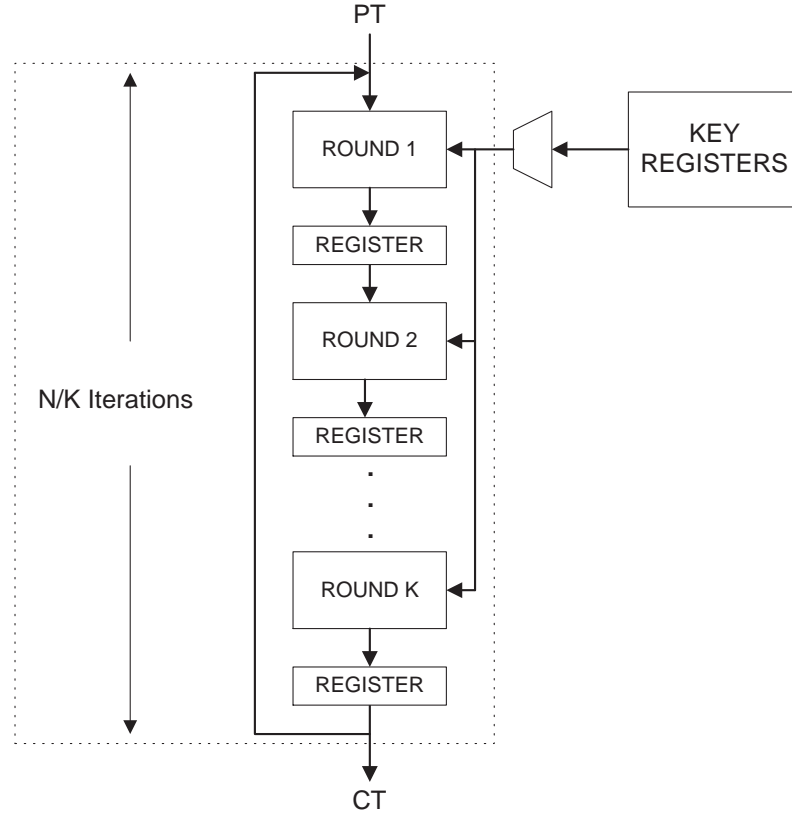 PT
ROUND 1
KEY
REGISTERS
REGISTER
ROUND 2
N/K Iterations
REGISTER
.
.
.
ROUND K
REGISTER
CT